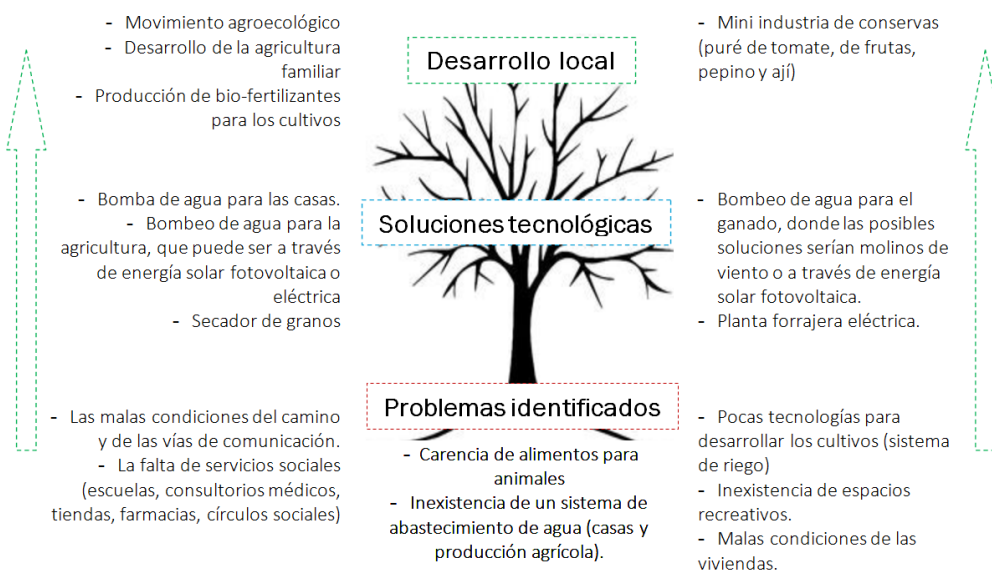 - Movimiento agroecológico
- Desarrollo de la agricultura
familiar
- Producción de bio-fertilizantes
para los cultivos
Desarrollo local
- Mini industria de conservas
(puré de tomate, de frutas,
pepino y ají)
- Bomba de agua para las casas.
- Bombeo de agua para la
agricultura, que puede ser a través
de energía solar fotovoltaica o
eléctrica
- Secador de granos
Soluciones tecnológicas
- Bombeo de agua para el
ganado, donde las posibles
soluciones serían molinos de
viento o a través de energía
solar fotovoltaica.
- Planta forrajera eléctrica.
Problemas identificados
- Las malas condiciones del camino
y de las vías de comunicación.
- La falta de servicios sociales
(escuelas, consultorios médicos,
tiendas, farmacias, círculos sociales)
- Carencia de alimentos para
animales
- Inexistencia de un sistema de
abastecimiento de agua (casas y
producción agrícola).
- Pocas tecnologías para
desarrollar los cultivos (sistema
de riego)
- Inexistencia de espacios
recreativos.
- Malas condiciones de las
viviendas.